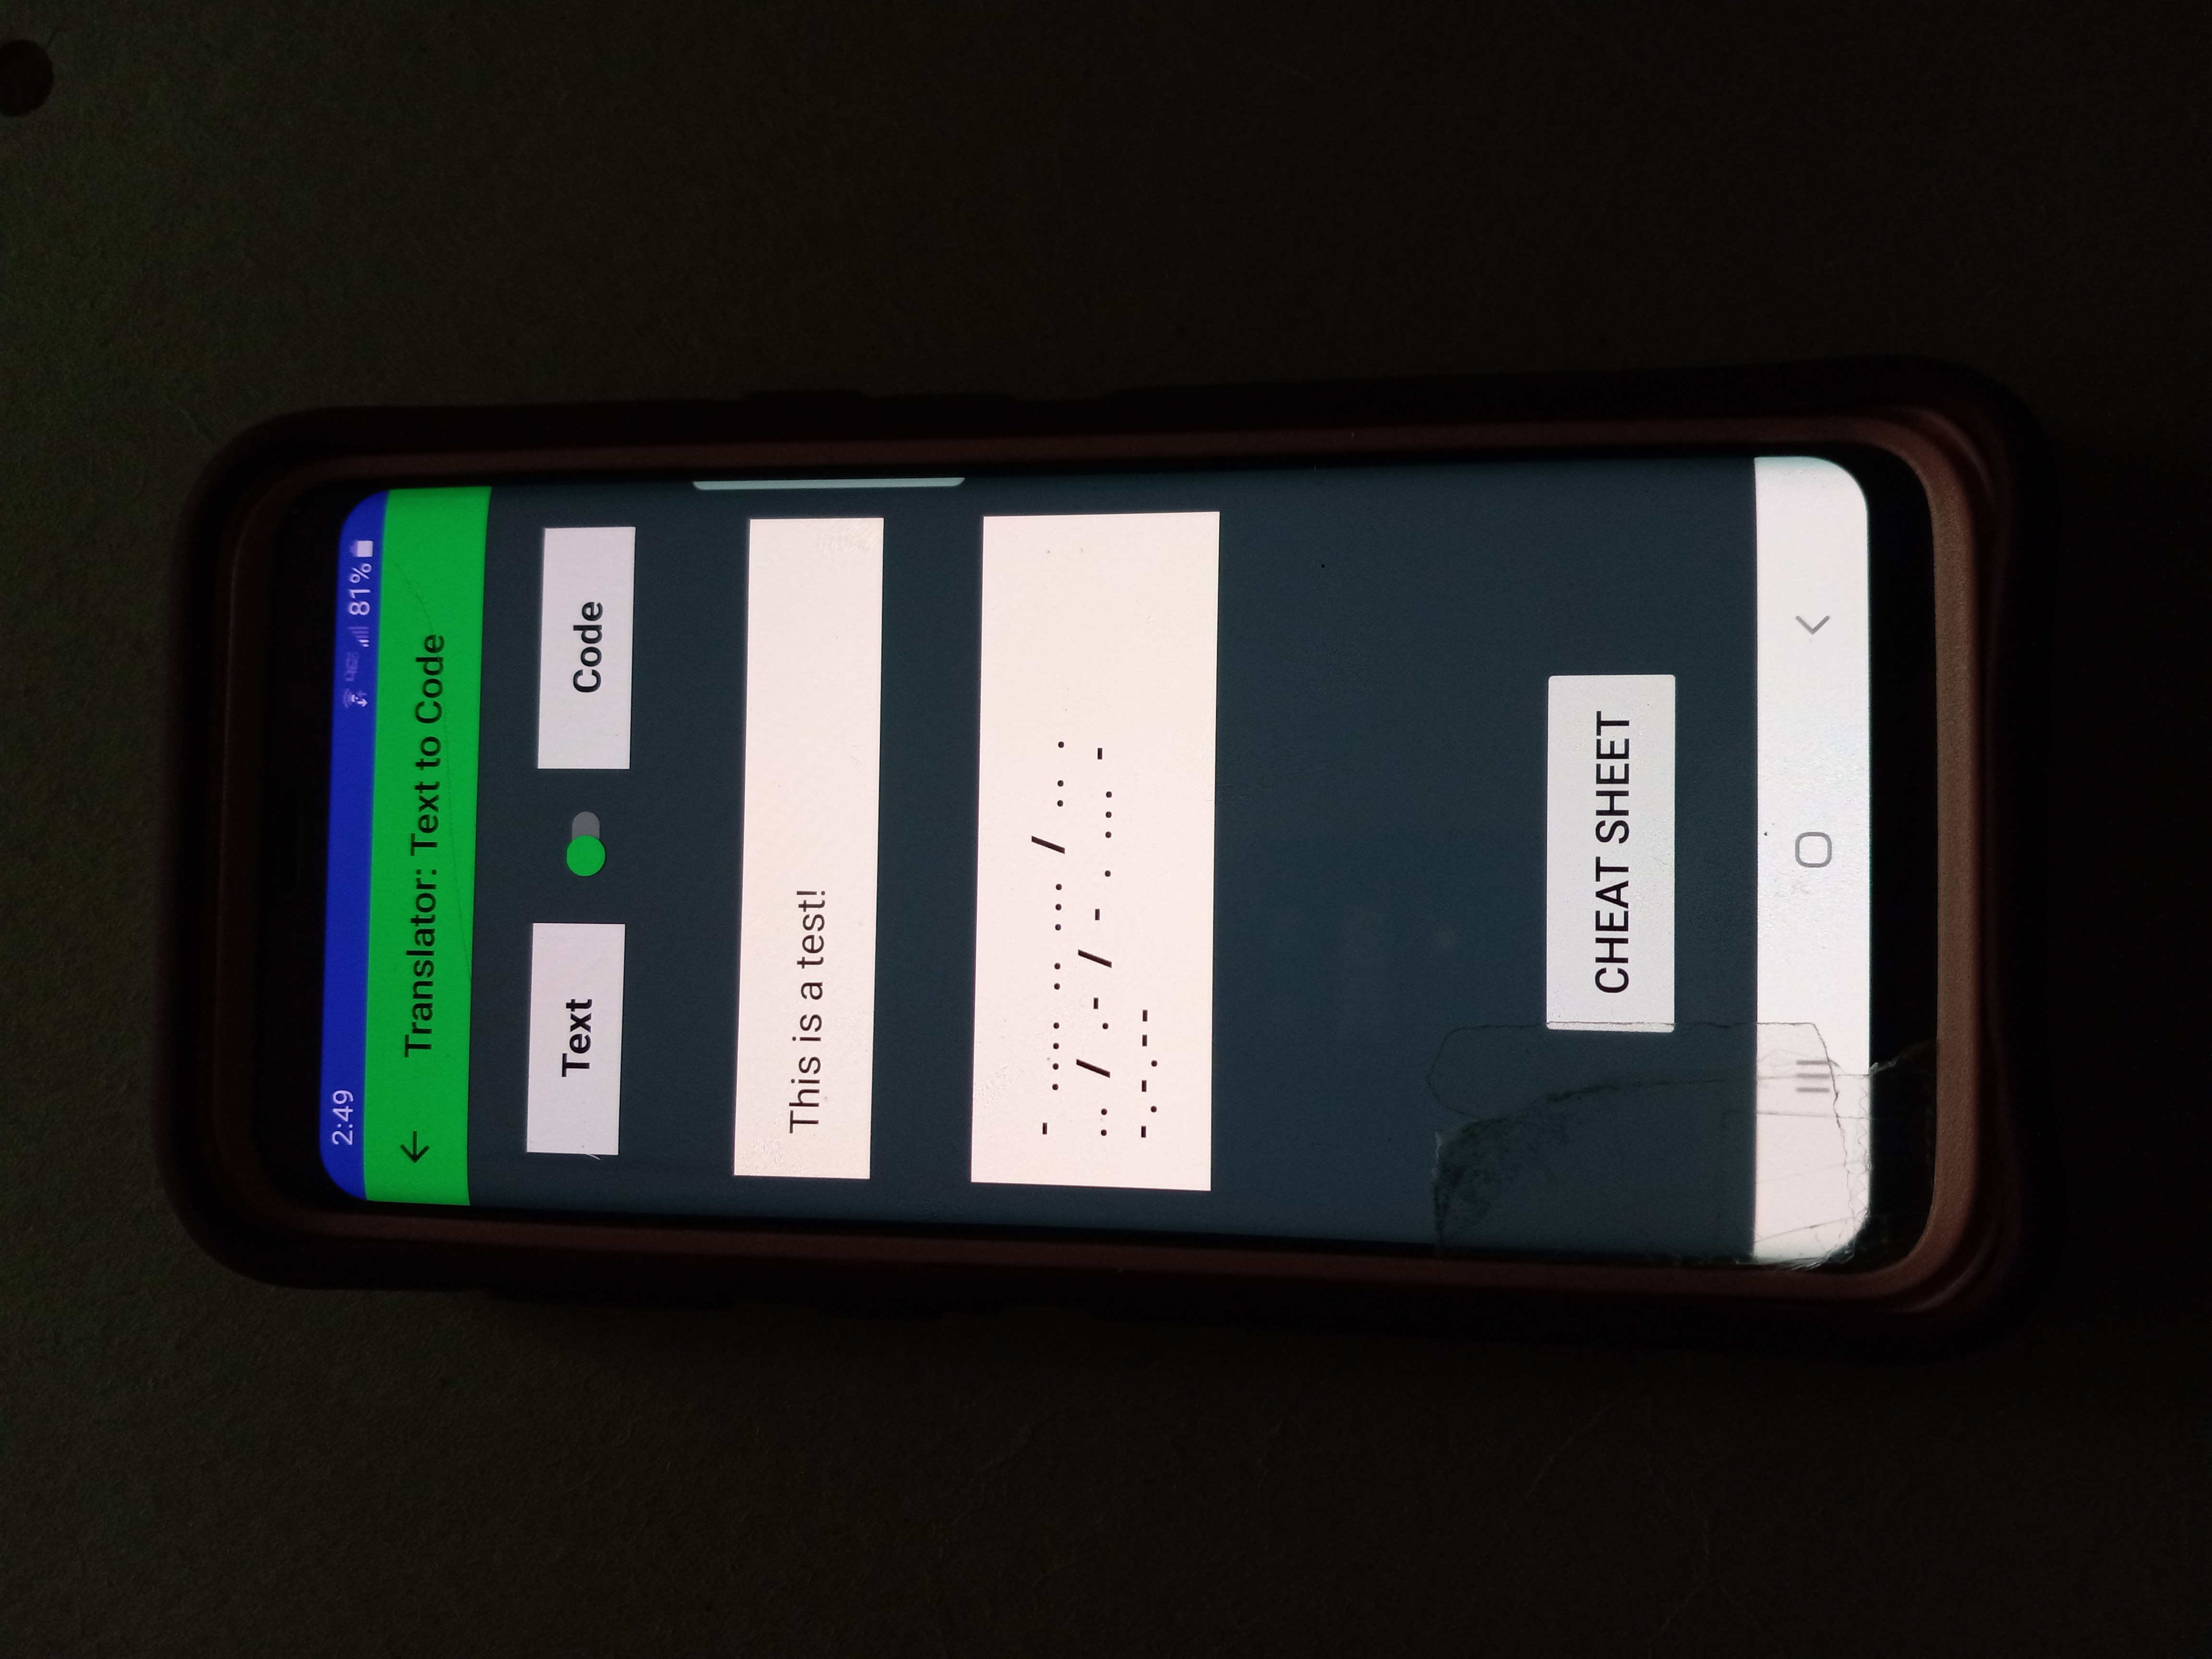 2:49 81%
Translator: Text to Code
Text Code
This is a test!
- .... .. ... / .. .
.. / .- / - . ... -
-.-.--
CHEAT SHEET